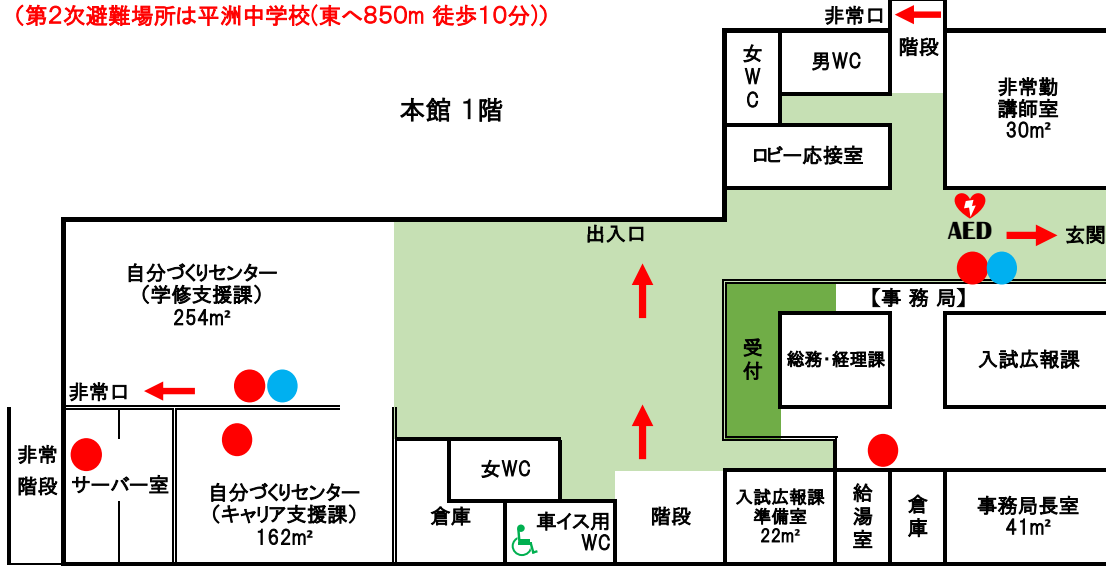 (第2次避難場所は平洲中学校(東へ850m 徒歩10分))
非常口
階段
女WC
男WC
非常勤
講師室
30m²
本館 1階
ロビー応接室
AED
玄関
出入口
自分づくりセンター
(学修支援課)
254m²
【事 務 局】
受付
総務・経理課
入試広報課
非常口
非常
階段
サーバー室
自分づくりセンター
(キャリア支援課)
162m²
倉庫
女WC
車イス用
WC
階段
入試広報課
準備室
22m²
給湯室
倉庫
事務局長室
41m²